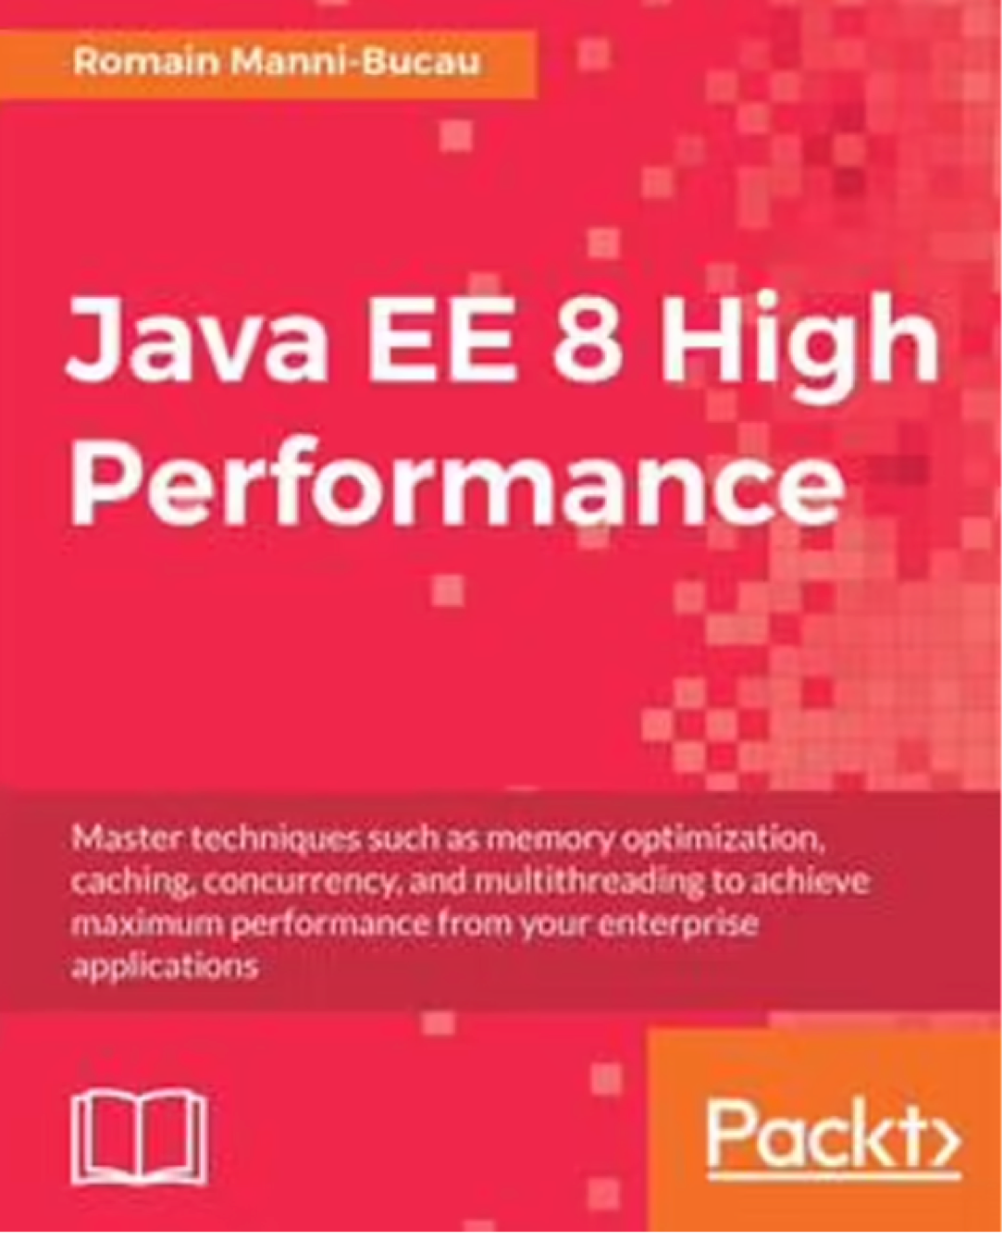 Romain Manni-Bucau
Java EE 8 High
Performance
Master techniques such as memory optimization,
caching, concurrency, and multithreading to achieve
maximum performance from your enterprise
applications
Packt>